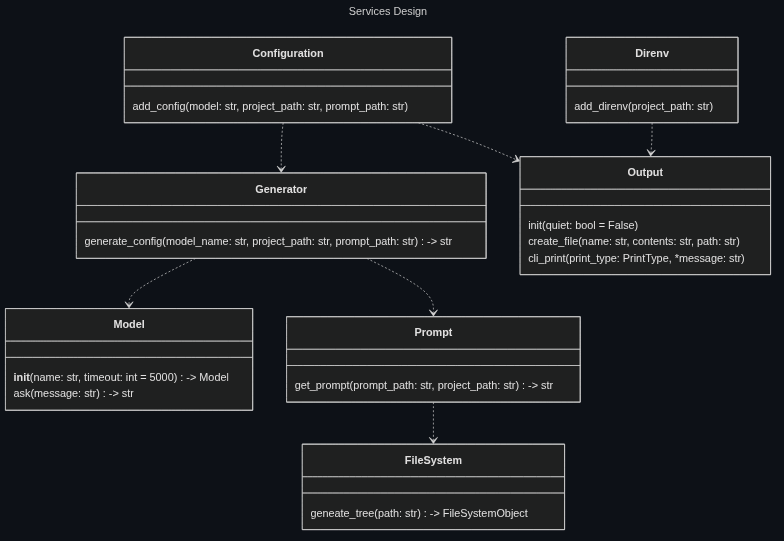 Services Design
Configuration
add_config(model: str, project_path: str, prompt_path: str)
Direnv
add_direnv(project_path: str)
Generator
generate_config(model_name: str, project_path: str, prompt_path: str) : -> str
Output
init(quiet: bool = False)
create_file(name: str, contents: str, path: str)
cli_print(print_type: PrintType, *message: str)
Model
init(name: str, timeout: int = 5000) : -> Model
ask(message: str) : -> str
Prompt
get_prompt(prompt_path: str, project_path: str) : -> str
FileSystem
geneate_tree(path: str) : -> FileSystemObject